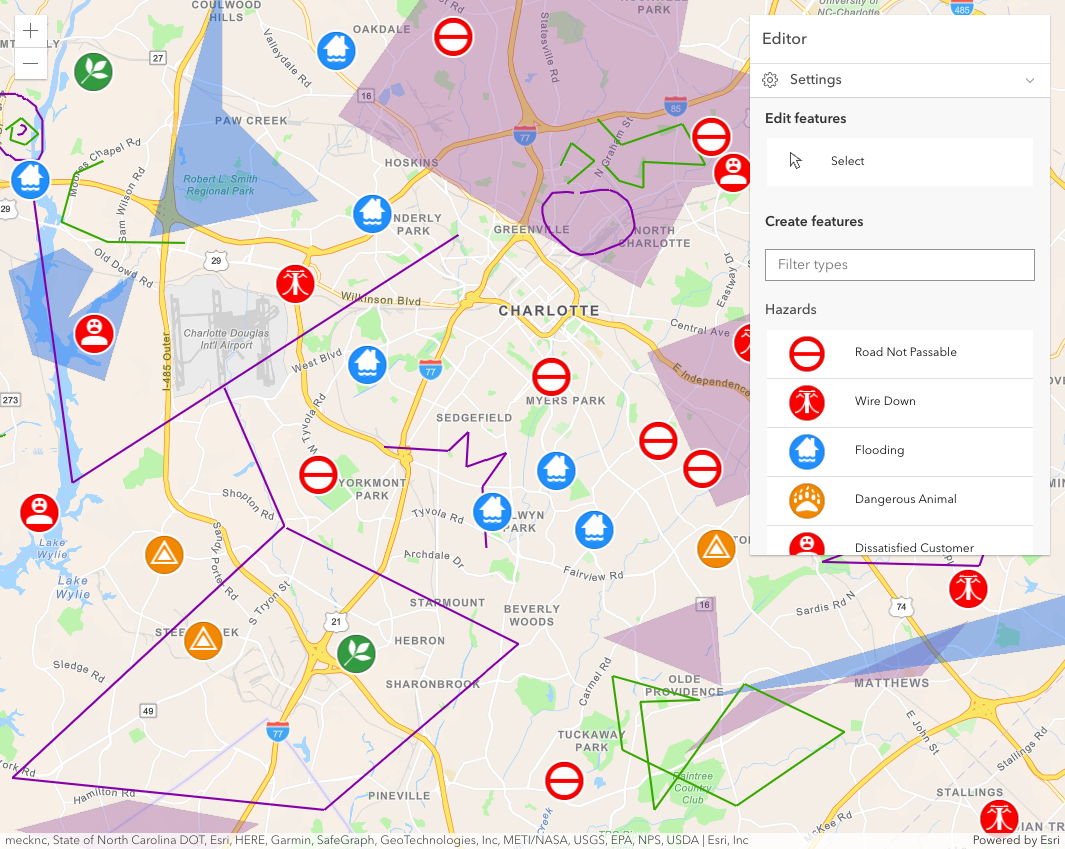 COULWOOD
HILLS
OAKDALE
Statesville Rd
PARK
University of
NC-Charlotte
485
27
Valleydale Rd
16
PAW CREEK
85
77
N Graham St
HOSKINS
Moores Chapel Rd
Sam Wilson Rd
Robert L. Smith
Regional Park
29
NDERLY
PARK
GREENVILLE
NORTH
CHARLOTTE
Old Dowd Rd
29
Eastway Dr
Wilkinson Blvd
CHARLOTTE
Central Ave
Charlotte Douglas
Int'l Airport
I-485 Outer
West Blvd
77
E Independence
273
MYERS PARK
SEDGEFIELD
W Tyvola Rd
YORKMONT
PARK
Shopton Rd
Tyvola Rd
LWYN
PARK
Lake
Wylie
Lake
Wylie
Sandy Porter Rd
Archdale Dr
Fairview Rd
S Tryon St
STARMOUNT
BEVERLY
WOODS
16
Sardis Rd N
74
21
STEELE CREEK
HEBRON
Sledge Rd
SHARONBROOK
Carmel Rd
OLDE
PROVIDENCE
MATTHEWS
49
77
TUCKAWAY
PARK
E John St
Stallings Rd
York Rd
Raintree
Country
Club
Hamilton Rd
PINEVILLE
STALLINGS
McKee Rd
Creek
IAN TR
Editor
Settings
Edit features
Select
Create features
Filter types
Hazards
Road Not Passable
Wire Down
Flooding
Dangerous Animal
Dissatisfied Customer
mecknc, State of North Carolina DOT, Esri, HERE, Garmin, SafeGraph, GeoTechnologies, Inc, METI/NASA, USGS, EPA, NPS, USDA | Esri, Inc
Powered by Esri